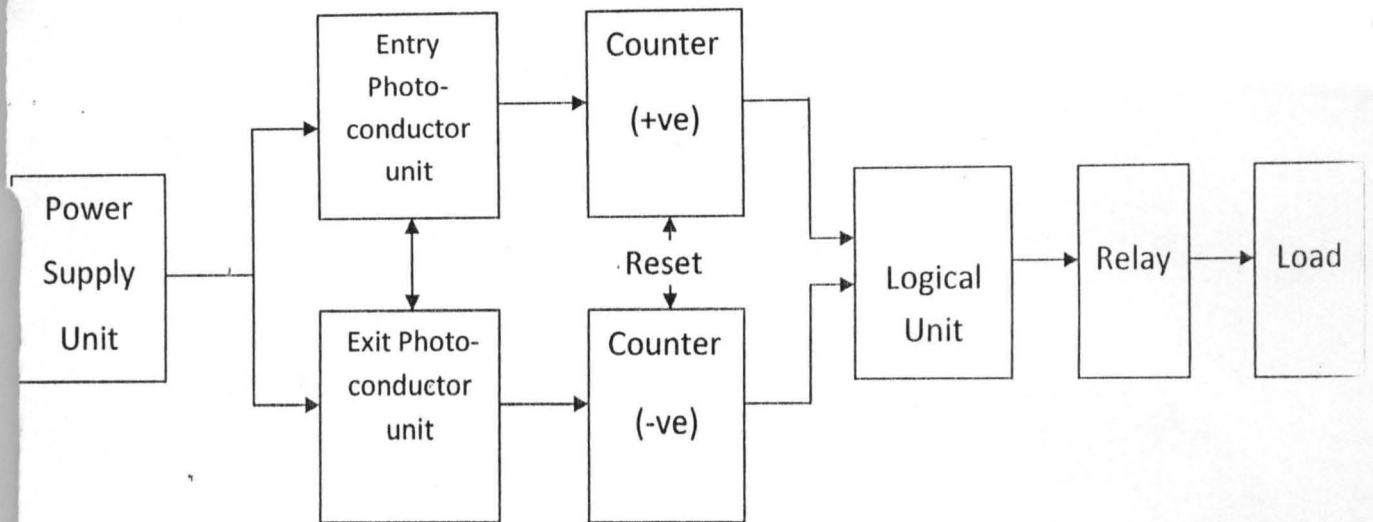 Power
Supply
Unit
Entry
Photo-
conductor
unit
Exit Photo-
conductor
unit
Counter
(+ve)
Reset
Counter
(-ve)
Logical
Unit
Relay
Load